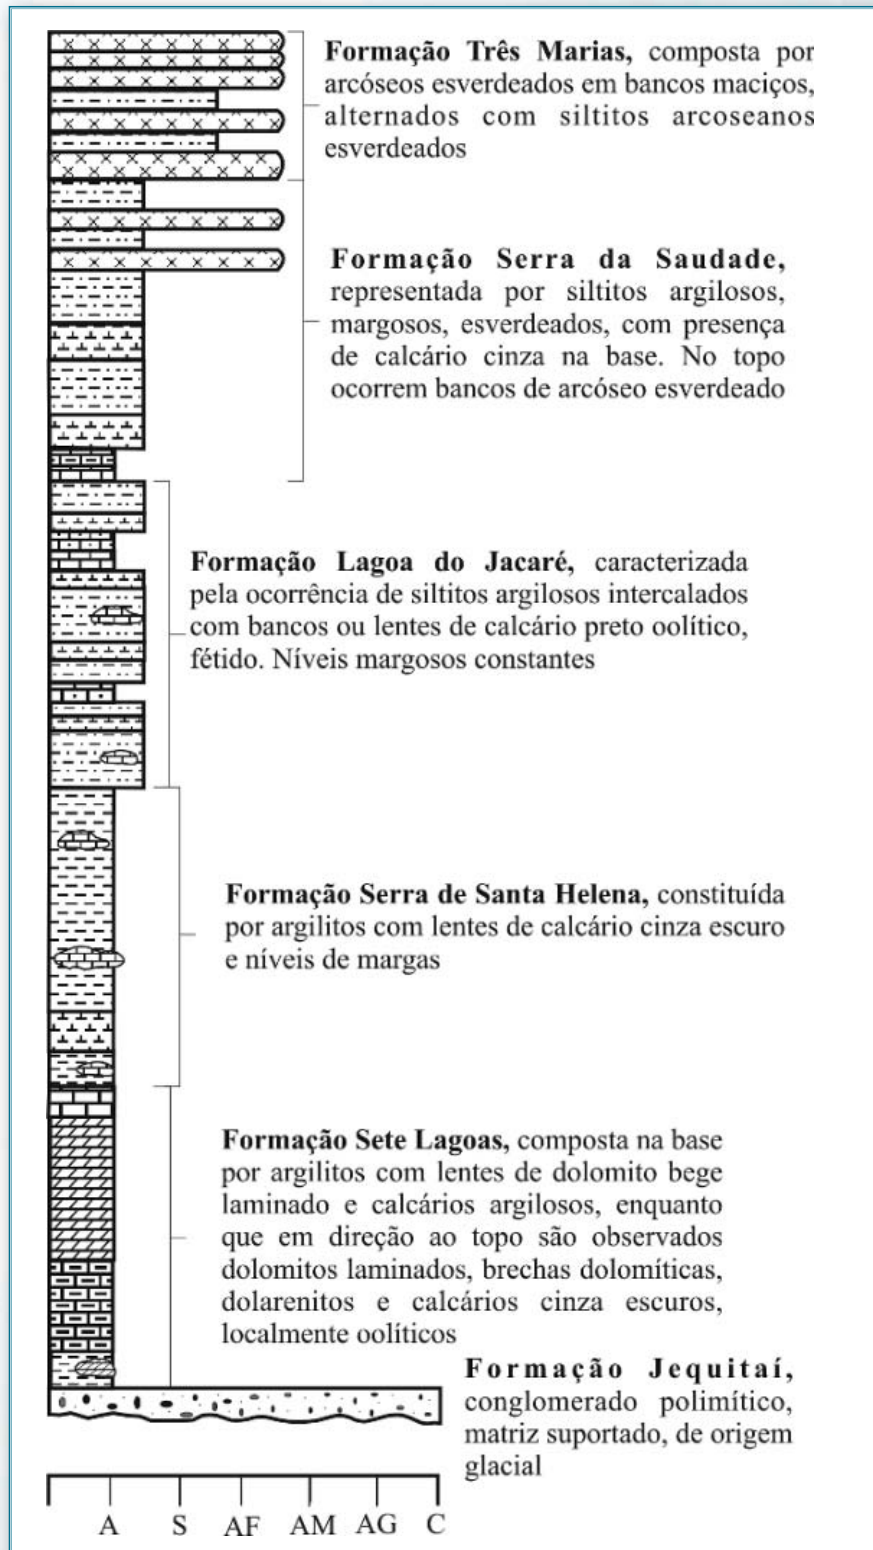 Formação Três Marias, composta por
arcóseos esverdeados em bancos maciços,
alternados com siltitos arcoseanos
esverdeados
Formação Serra da Saudade,
representada por siltitos argilosos,
margosos, esverdeados, com presença
de calcário cinza na base. No topo
ocorrem bancos de arcóseo esverdeado
Formação Lagoa do Jacaré, caracterizada
pela ocorrência de siltitos argilosos intercalados
com bancos ou lentes de calcário preto oolítico,
fétido. Níveis margosos constantes
Formação Serra de Santa Helena, constituída
por argilitos com lentes de calcário cinza escuro
e níveis de margas
Formação Sete Lagoas, composta na base
por argilitos com lentes de dolomito bege
laminado e calcários argilosos, enquanto
que em direção ao topo são observados
dolomitos laminados, brechas dolomíticas,
dolarenitos e calcários cinza escuros,
localmente oolíticos
Formação Jequitaí,
conglomerado polimítico,
matriz suportado, de origem
glacial
A S AF AM AG C